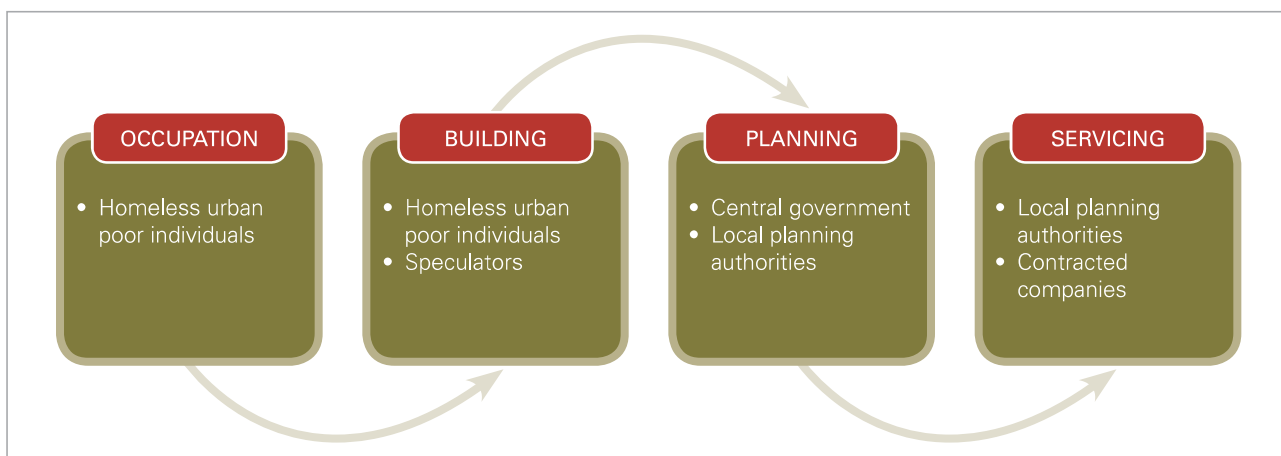 OCCUPATION
• Homeless urban
poor individuals
BUILDING
• Homeless urban
poor individuals
• Speculators
PLANNING
• Central government
• Local planning
authorities
SERVICING
• Local planning
authorities
• Contracted
companies